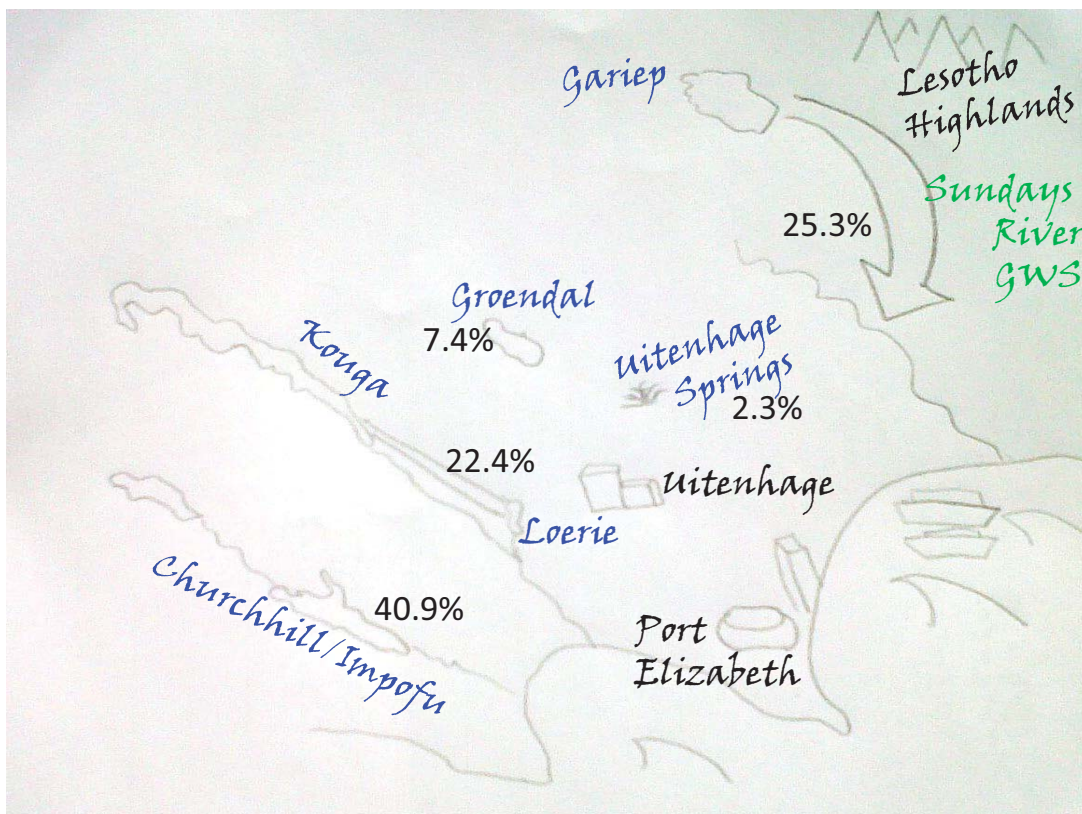 Gariep
Lesotho
Highlands
Sundays
River
GWS
25.3%
Groendal
7.4%
Kouga
Uitenhage
Springs
2.3%
22.4%
Uitenhage
Loerie
Churchhill/Impofu
40.9%
Port
Elizabeth